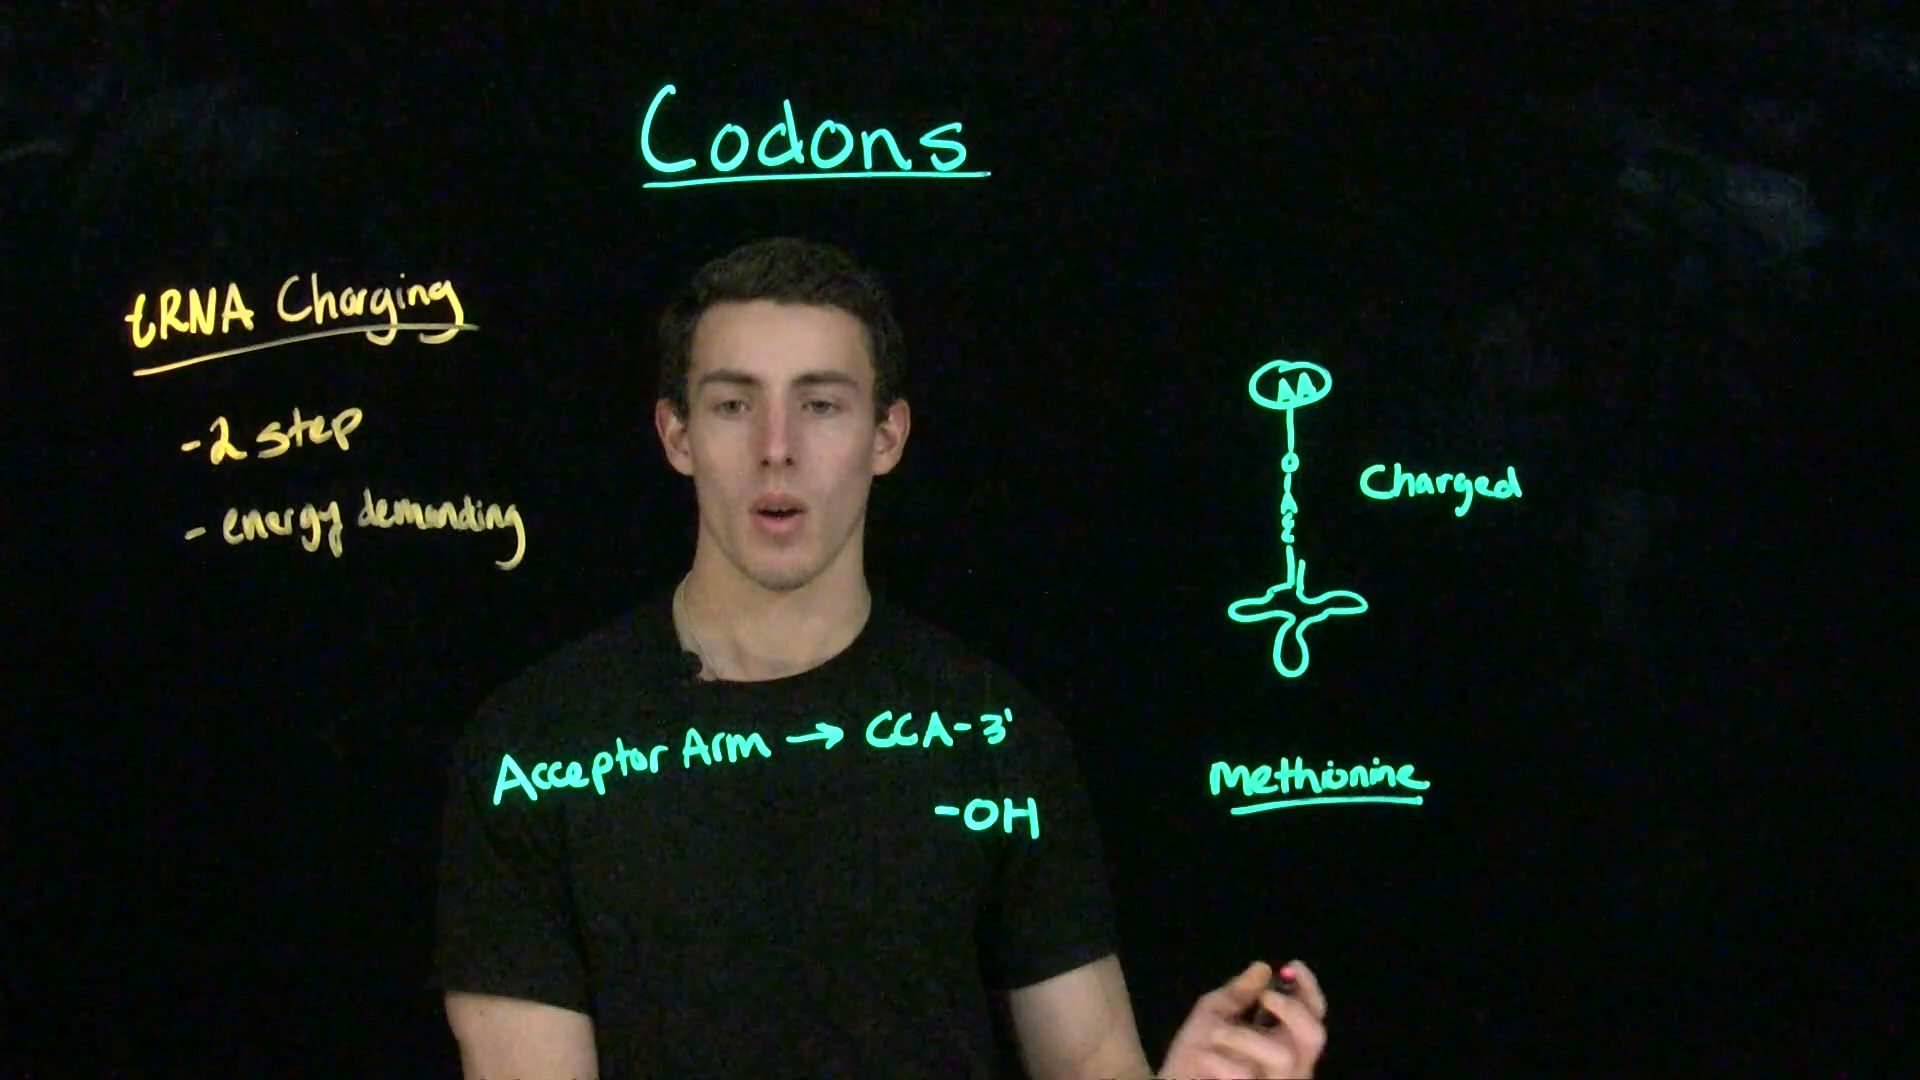 Codons
tRNA Charging
- 2 step
- energy demanding
AA
O
A
C
C
Charged
Acceptor Arm → CCA-3'
-OH
Methionine